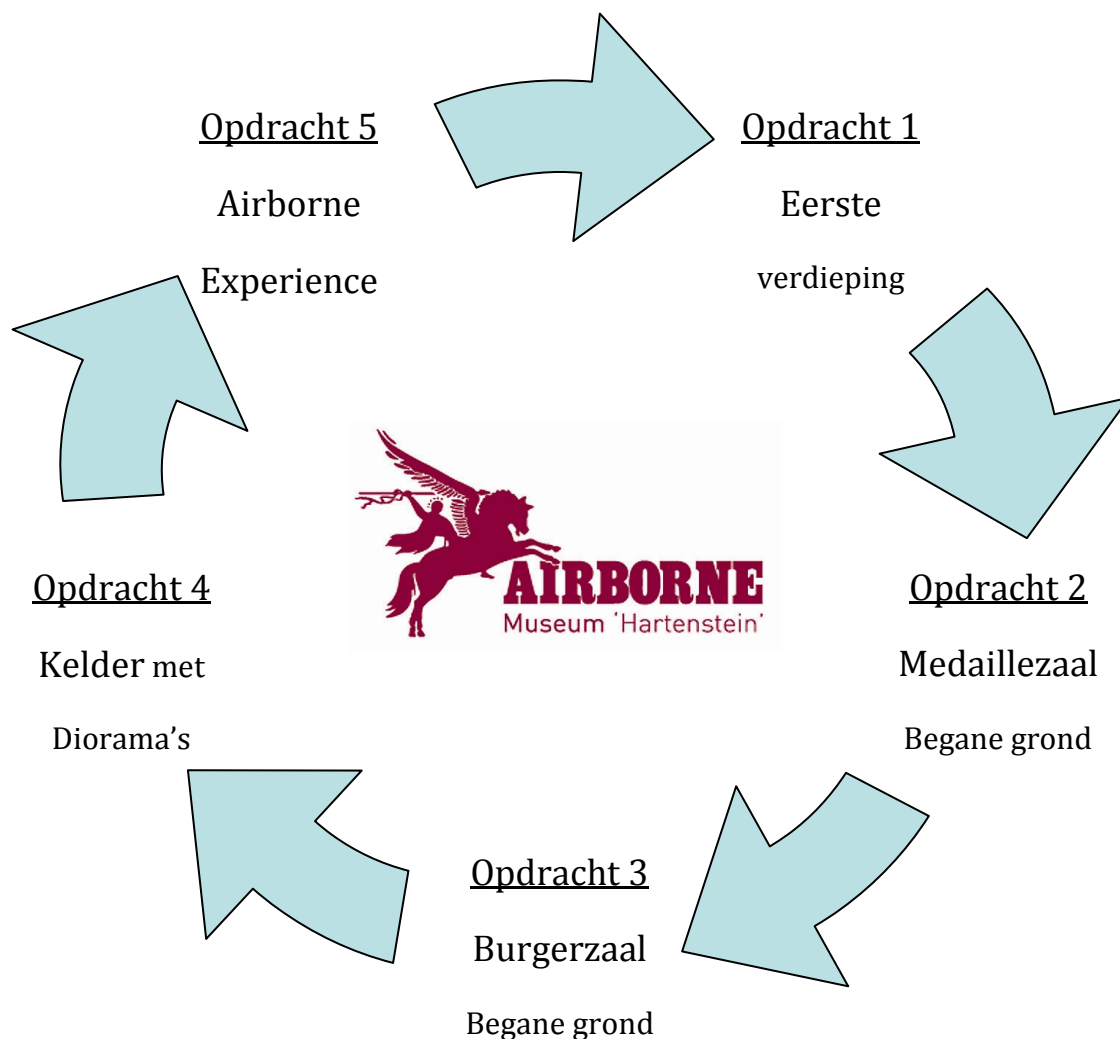 Opdracht 5
Airborne
Experience
Opdracht 1
Eerste
verdieping
AIRBORNE
Museum 'Hartenstein'
Opdracht 4
Kelder met
Diorama's
Opdracht 2
Medaillezaal
Begane grond
Opdracht 3
Burgerzaal
Begane grond